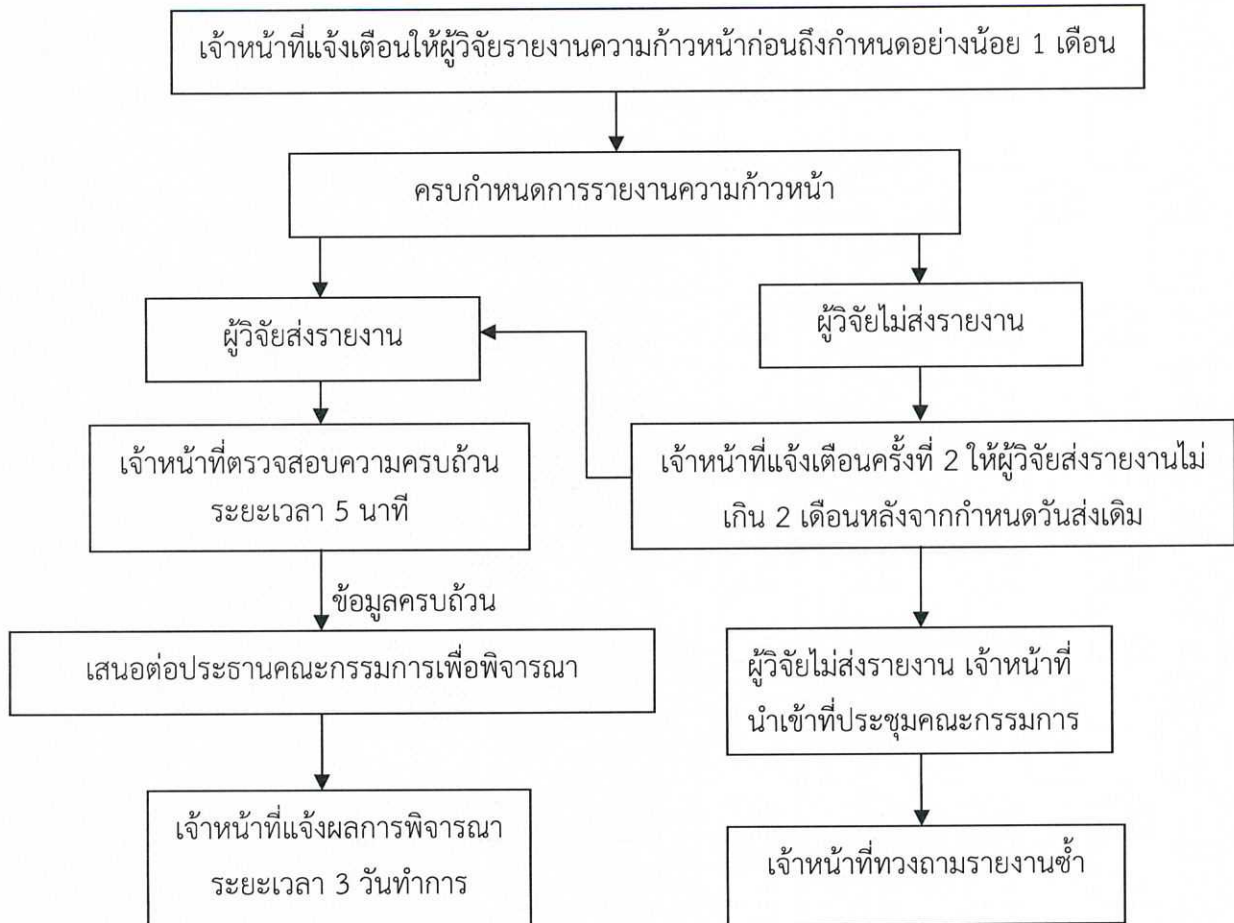 เจ้าหน้าที่แจ้งเตือนให้ผู้วิจัยรายงานความก้าวหน้าก่อนถึงกำหนดอย่างน้อย 1 เดือน
ครบกำหนดการรายงานความก้าวหน้า
ผู้วิจัยส่งรายงาน
ผู้วิจัยไม่ส่งรายงาน
เจ้าหน้าที่ตรวจสอบความครบถ้วน
ระยะเวลา 5 นาที
เจ้าหน้าที่แจ้งเตือนครั้งที่ 2 ให้ผู้วิจัยส่งรายงานไม่
เกิน 2 เดือนหลังจากกำหนดวันส่งเดิม
ข้อมูลครบถ้วน
เสนอต่อประธานคณะกรรมการเพื่อพิจารณา
ผู้วิจัยไม่ส่งรายงาน เจ้าหน้าที่
นำเข้าที่ประชุมคณะกรรมการ
เจ้าหน้าที่แจ้งผลการพิจารณา
ระยะเวลา 3 วันทำการ
เจ้าหน้าที่ทวงถามรายงานซ้ำ